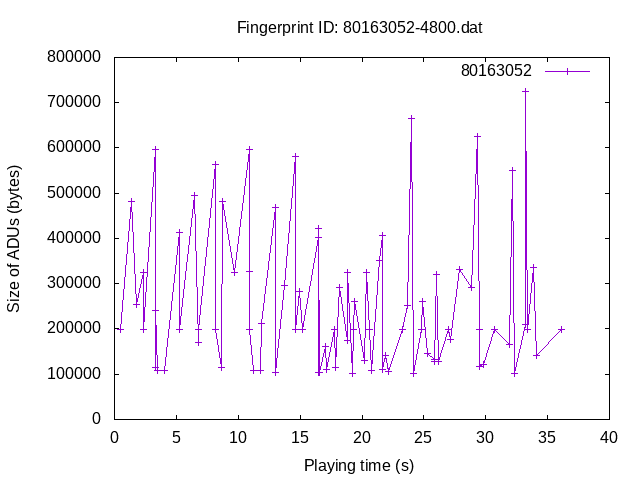 Fingerprint ID: 80163052-4800.dat
80163052
800000
700000
600000
500000
400000
300000
200000
100000
0
Size of ADUs (bytes)
0 5 10 15 20 25 30 35 40
Playing time (s)